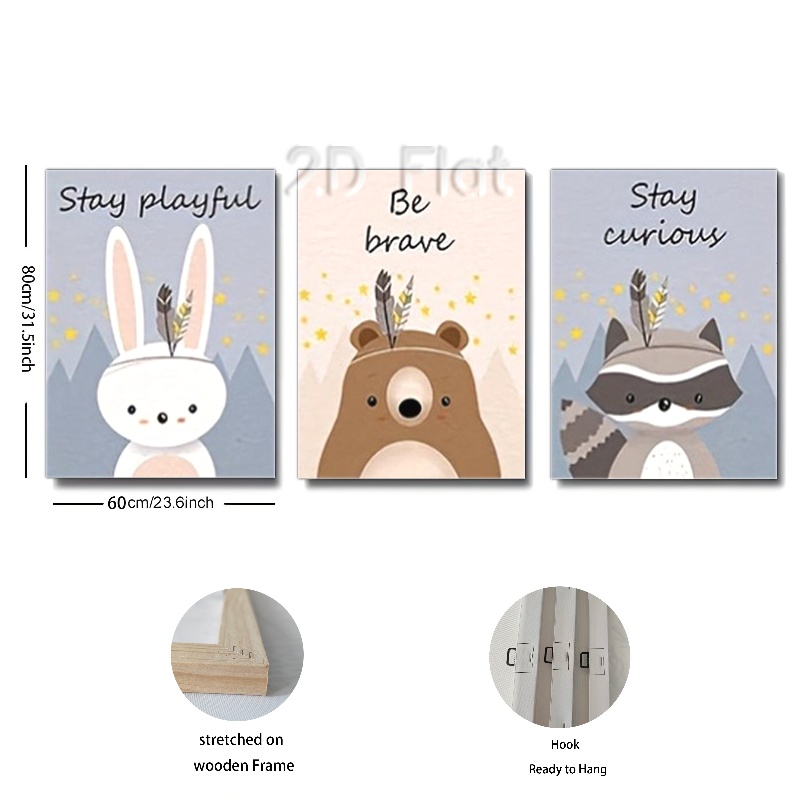 2D Flat
Stay playful
Be
brave
Stay
curious
80cm/31.5inch
60cm/23.6inch
stretched on
wooden Frame
Hook
Ready to Hang